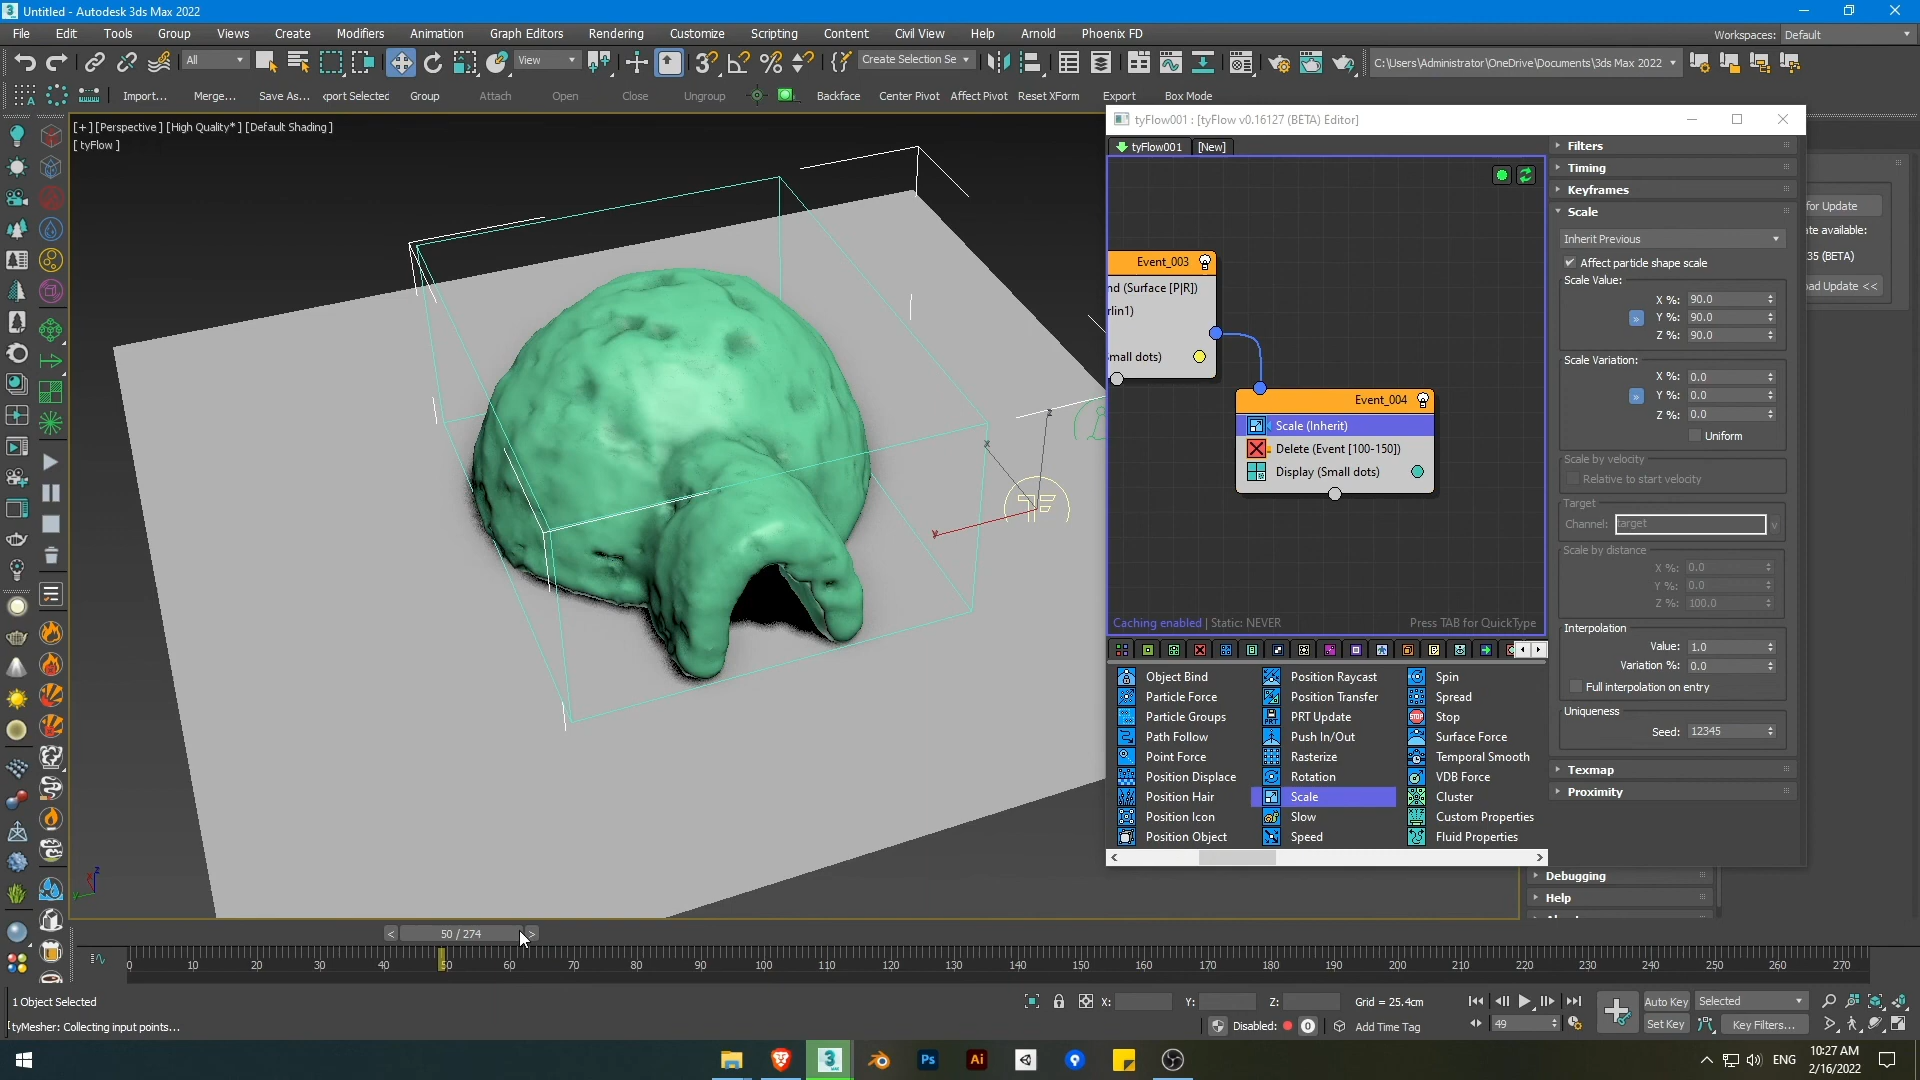 Untitled - Autodesk 3ds Max 2022
File Edit Tools Group Views Create Modifiers Animation Graph Editors Rendering Customize Scripting Content Civil View Help Arnold Phoenix FD
Workspaces: Default
All View Create Selection Se C:\Users\Administrator\OneDrive\Documents\3ds Max 2022
Import... Merge... Save As... xport Selected Group Attach Open Close Ungroup Backface Center Pivot Affect Pivot Reset XForm Export Box Mode
[+] [Perspective ] [High Quality* ] [Default Shading ]
[ tyFlow ]
tyFlow001 : [tyFlow v0.16127 (BETA) Editor]
tyFlow001 [New]
Event_003
nd (Surface [P|R])
rlin1)
mall dots)
Event_004
Scale (Inherit)
Delete (Event [100-150])
Display (Small dots)
Caching enabled | Static: NEVER
Press TAB for QuickType
Object Bind Position Raycast Spin
Particle Force Position Transfer Spread
Particle Groups PRT Update Stop
Path Follow Push In/Out Surface Force
Point Force Rasterize Temporal Smooth
Position Displace Rotation VDB Force
Position Hair Scale Cluster
Position Icon Slow Custom Properties
Position Object Speed Fluid Properties
Filters
Timing
Keyframes
Scale
Inherit Previous
Affect particle shape scale
Scale Value:
X %: 90.0
Y %: 90.0
Z %: 90.0
Scale Variation:
X %: 0.0
Y %: 0.0
Z %: 0.0
Uniform
Scale by velocity
Relative to start velocity
Target
Channel: target v
Scale by distance
X %: 0.0
Y %: 0.0
Z %: 100.0
Interpolation
Value: 1.0
Variation %: 0.0
Full interpolation on entry
Uniqueness
Seed: 12345
Texmap
Proximity
for Update
te available:
35 (BETA)
ad Update <<
Debugging
Help
x
z
y
50 / 274
0 10 20 30 40 50 60 70 80 90 100 110 120 130 140 150 160 170 180 190 200 210 220 230 240 250 260 270
1 Object Selected
tyMesher: Collecting input points...
X: Y: Z: Grid = 25.4cm
Disabled: 0 Add Time Tag
49
Auto Key Selected
Set Key Key Filters...
Ps Ai
ENG
10:27 AM
2/16/2022